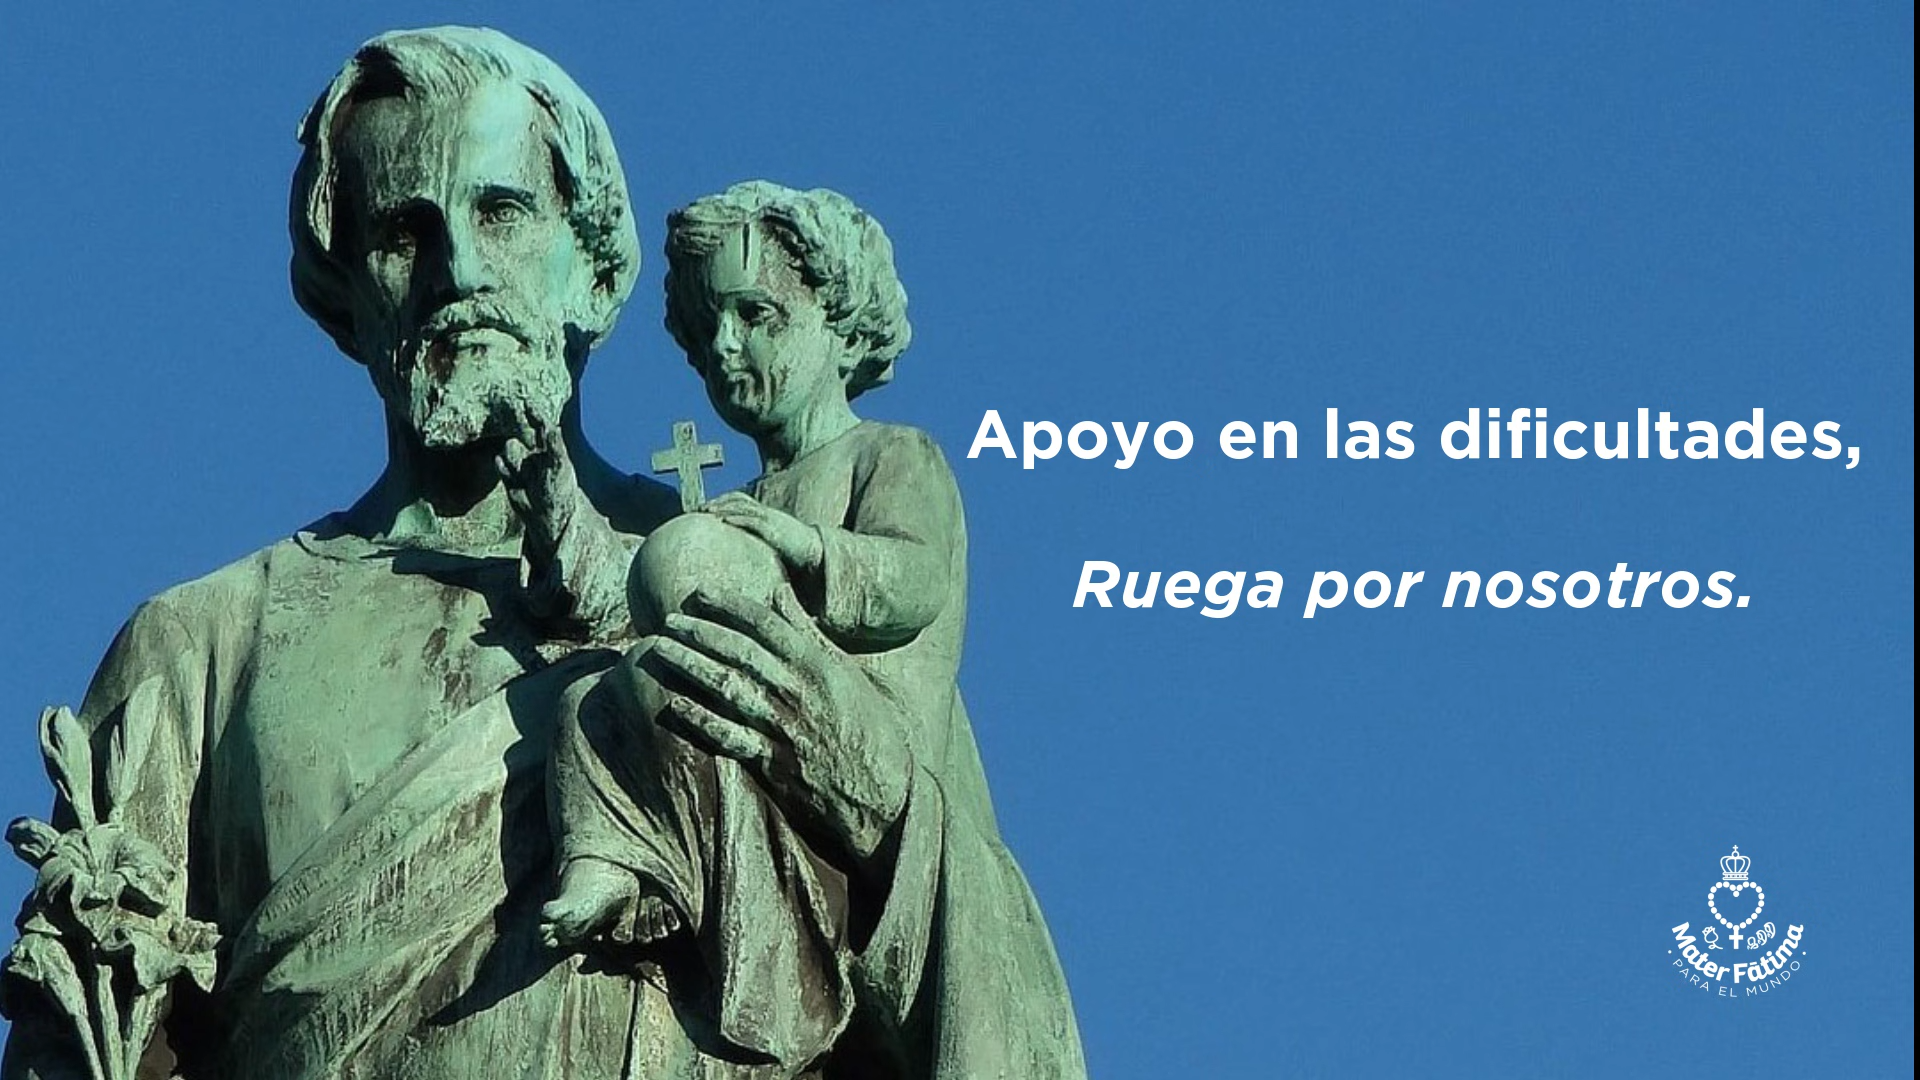 Apoyo en las dificultades,
Ruega por nosotros.
Mater Fátima
PARA EL MUNDO